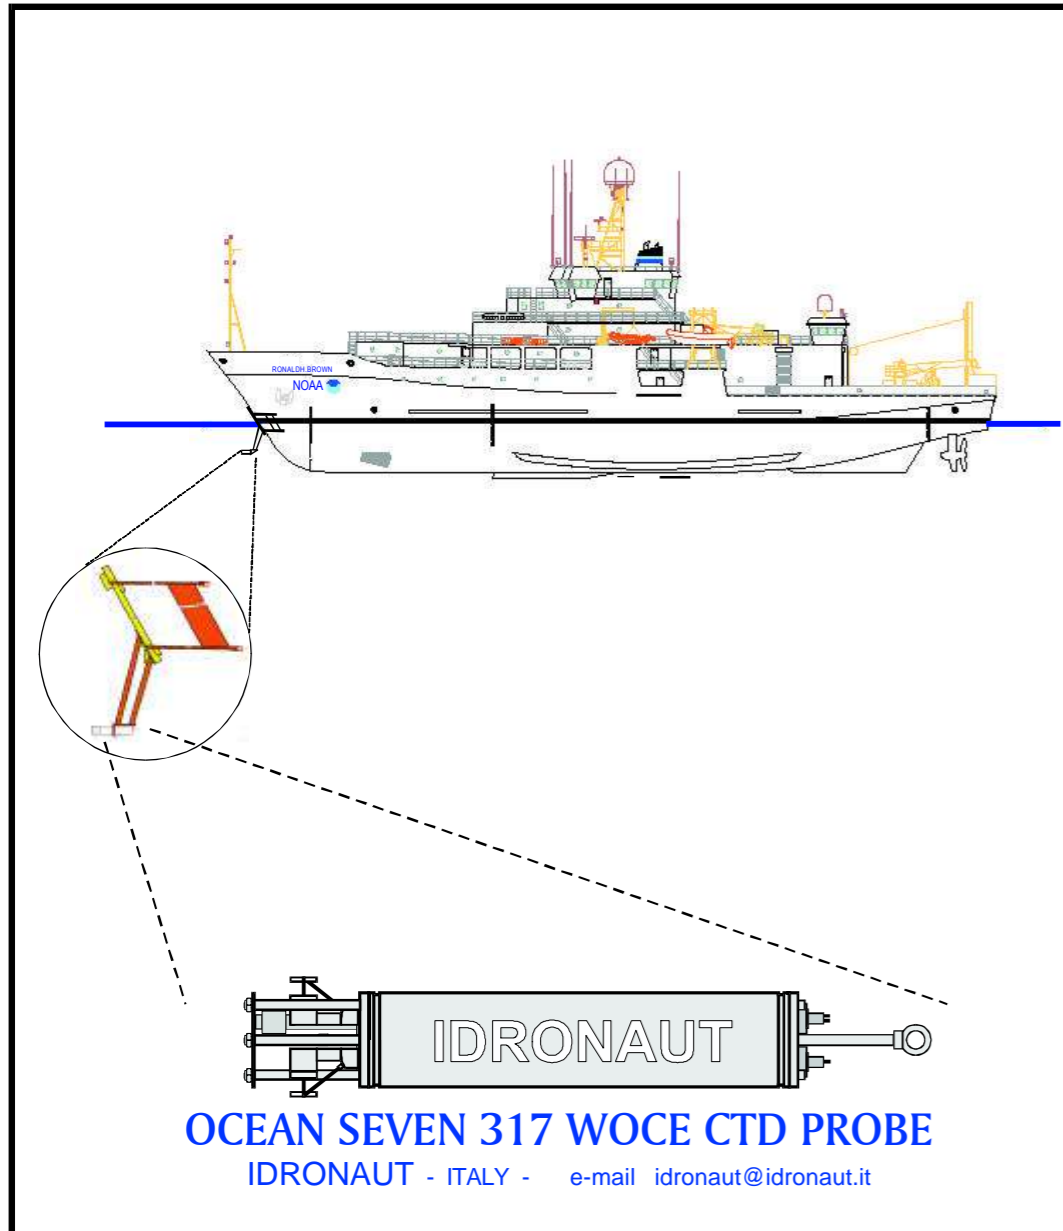 RONALDH.BROWN
NOAA
IDRONAUT
OCEAN SEVEN 317 WOCE CTD PROBE
IDRONAUT - ITALY - e-mail idronaut@idronaut.it